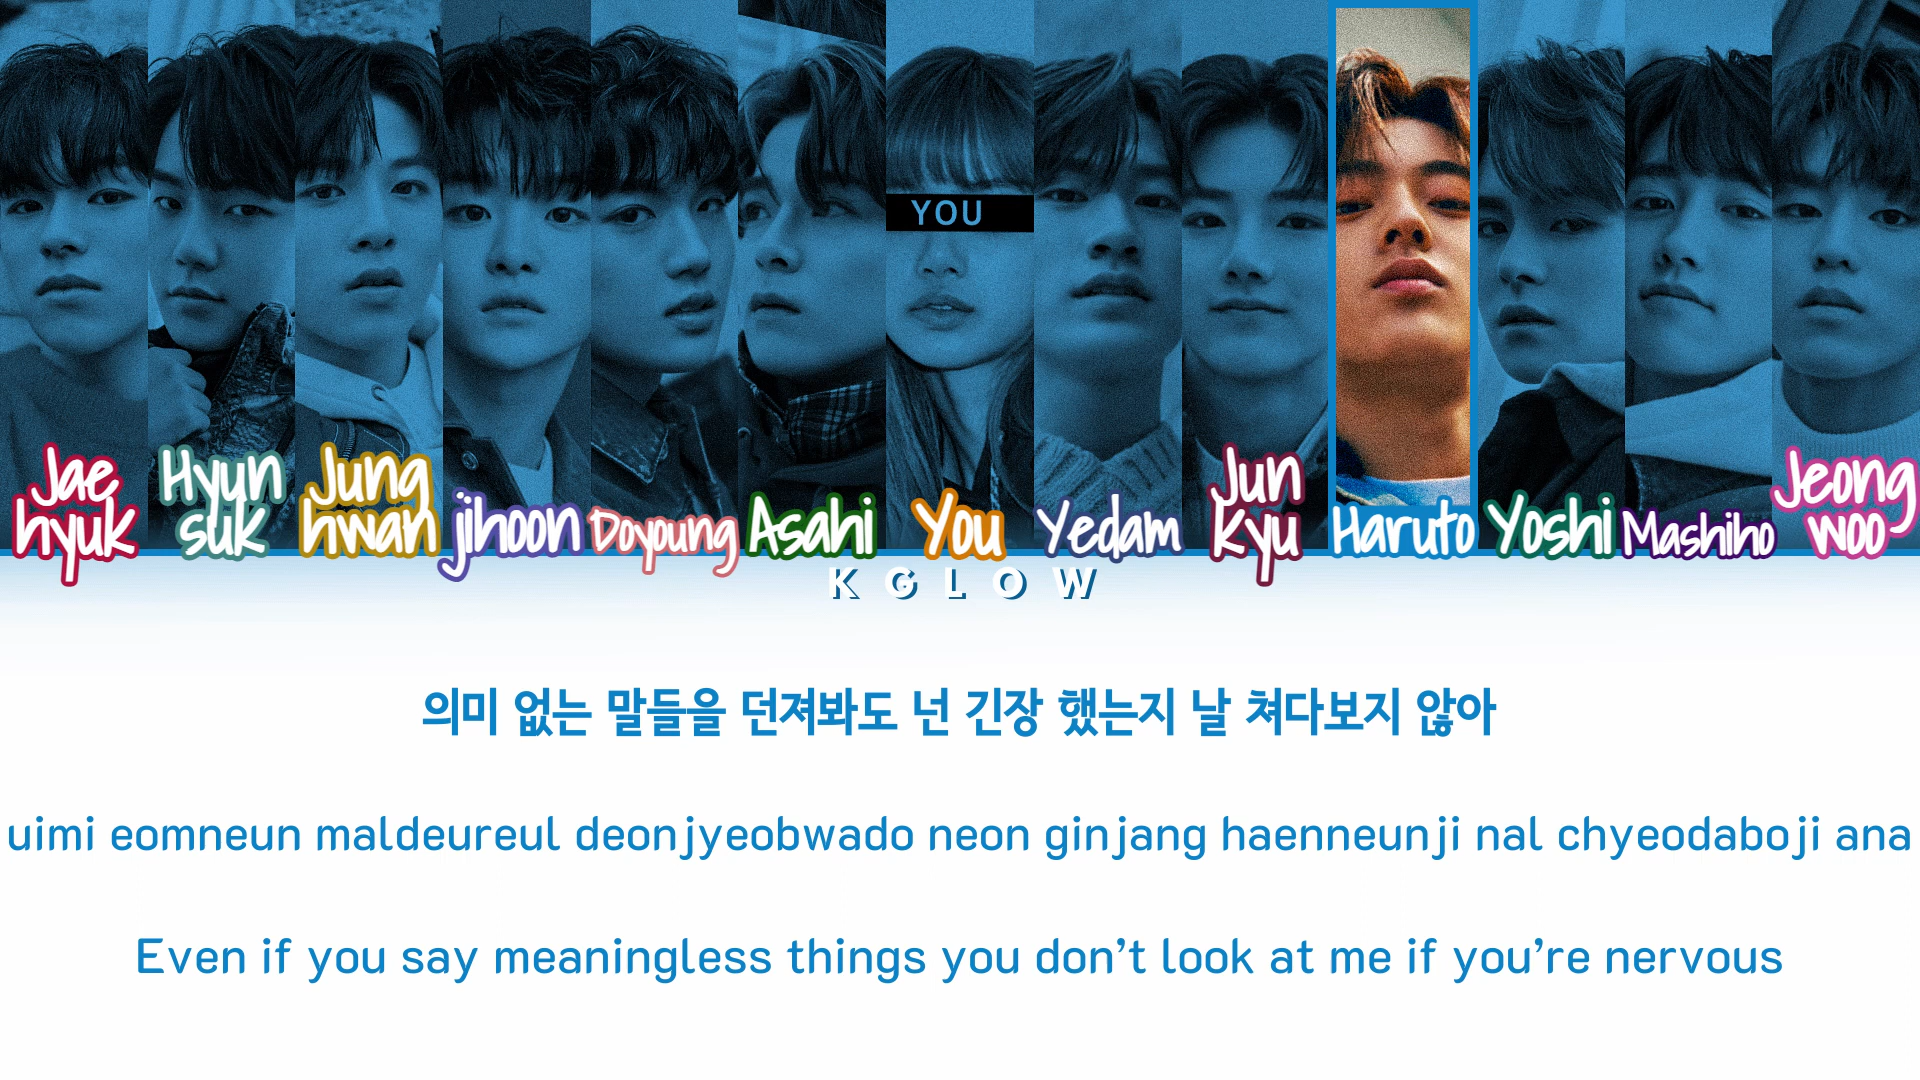 YOU
Jae
hyuk
Hyun
suk
Jung
hwan
jihoon
Doyoung
Asahi
You
Yedam
Jun
kyu
Haruto
Yoshi
Mashiho
Jeong
woo
KGLOW
의미 없는 말들을 던져봐도 넌 긴장 했는지 날 쳐다보지 않아
uimi eomneun maldeureul deonjyeobwado neon ginjang haenneunji nal chyeodaboji ana
Even if you say meaningless things you don’t look at me if you’re nervous